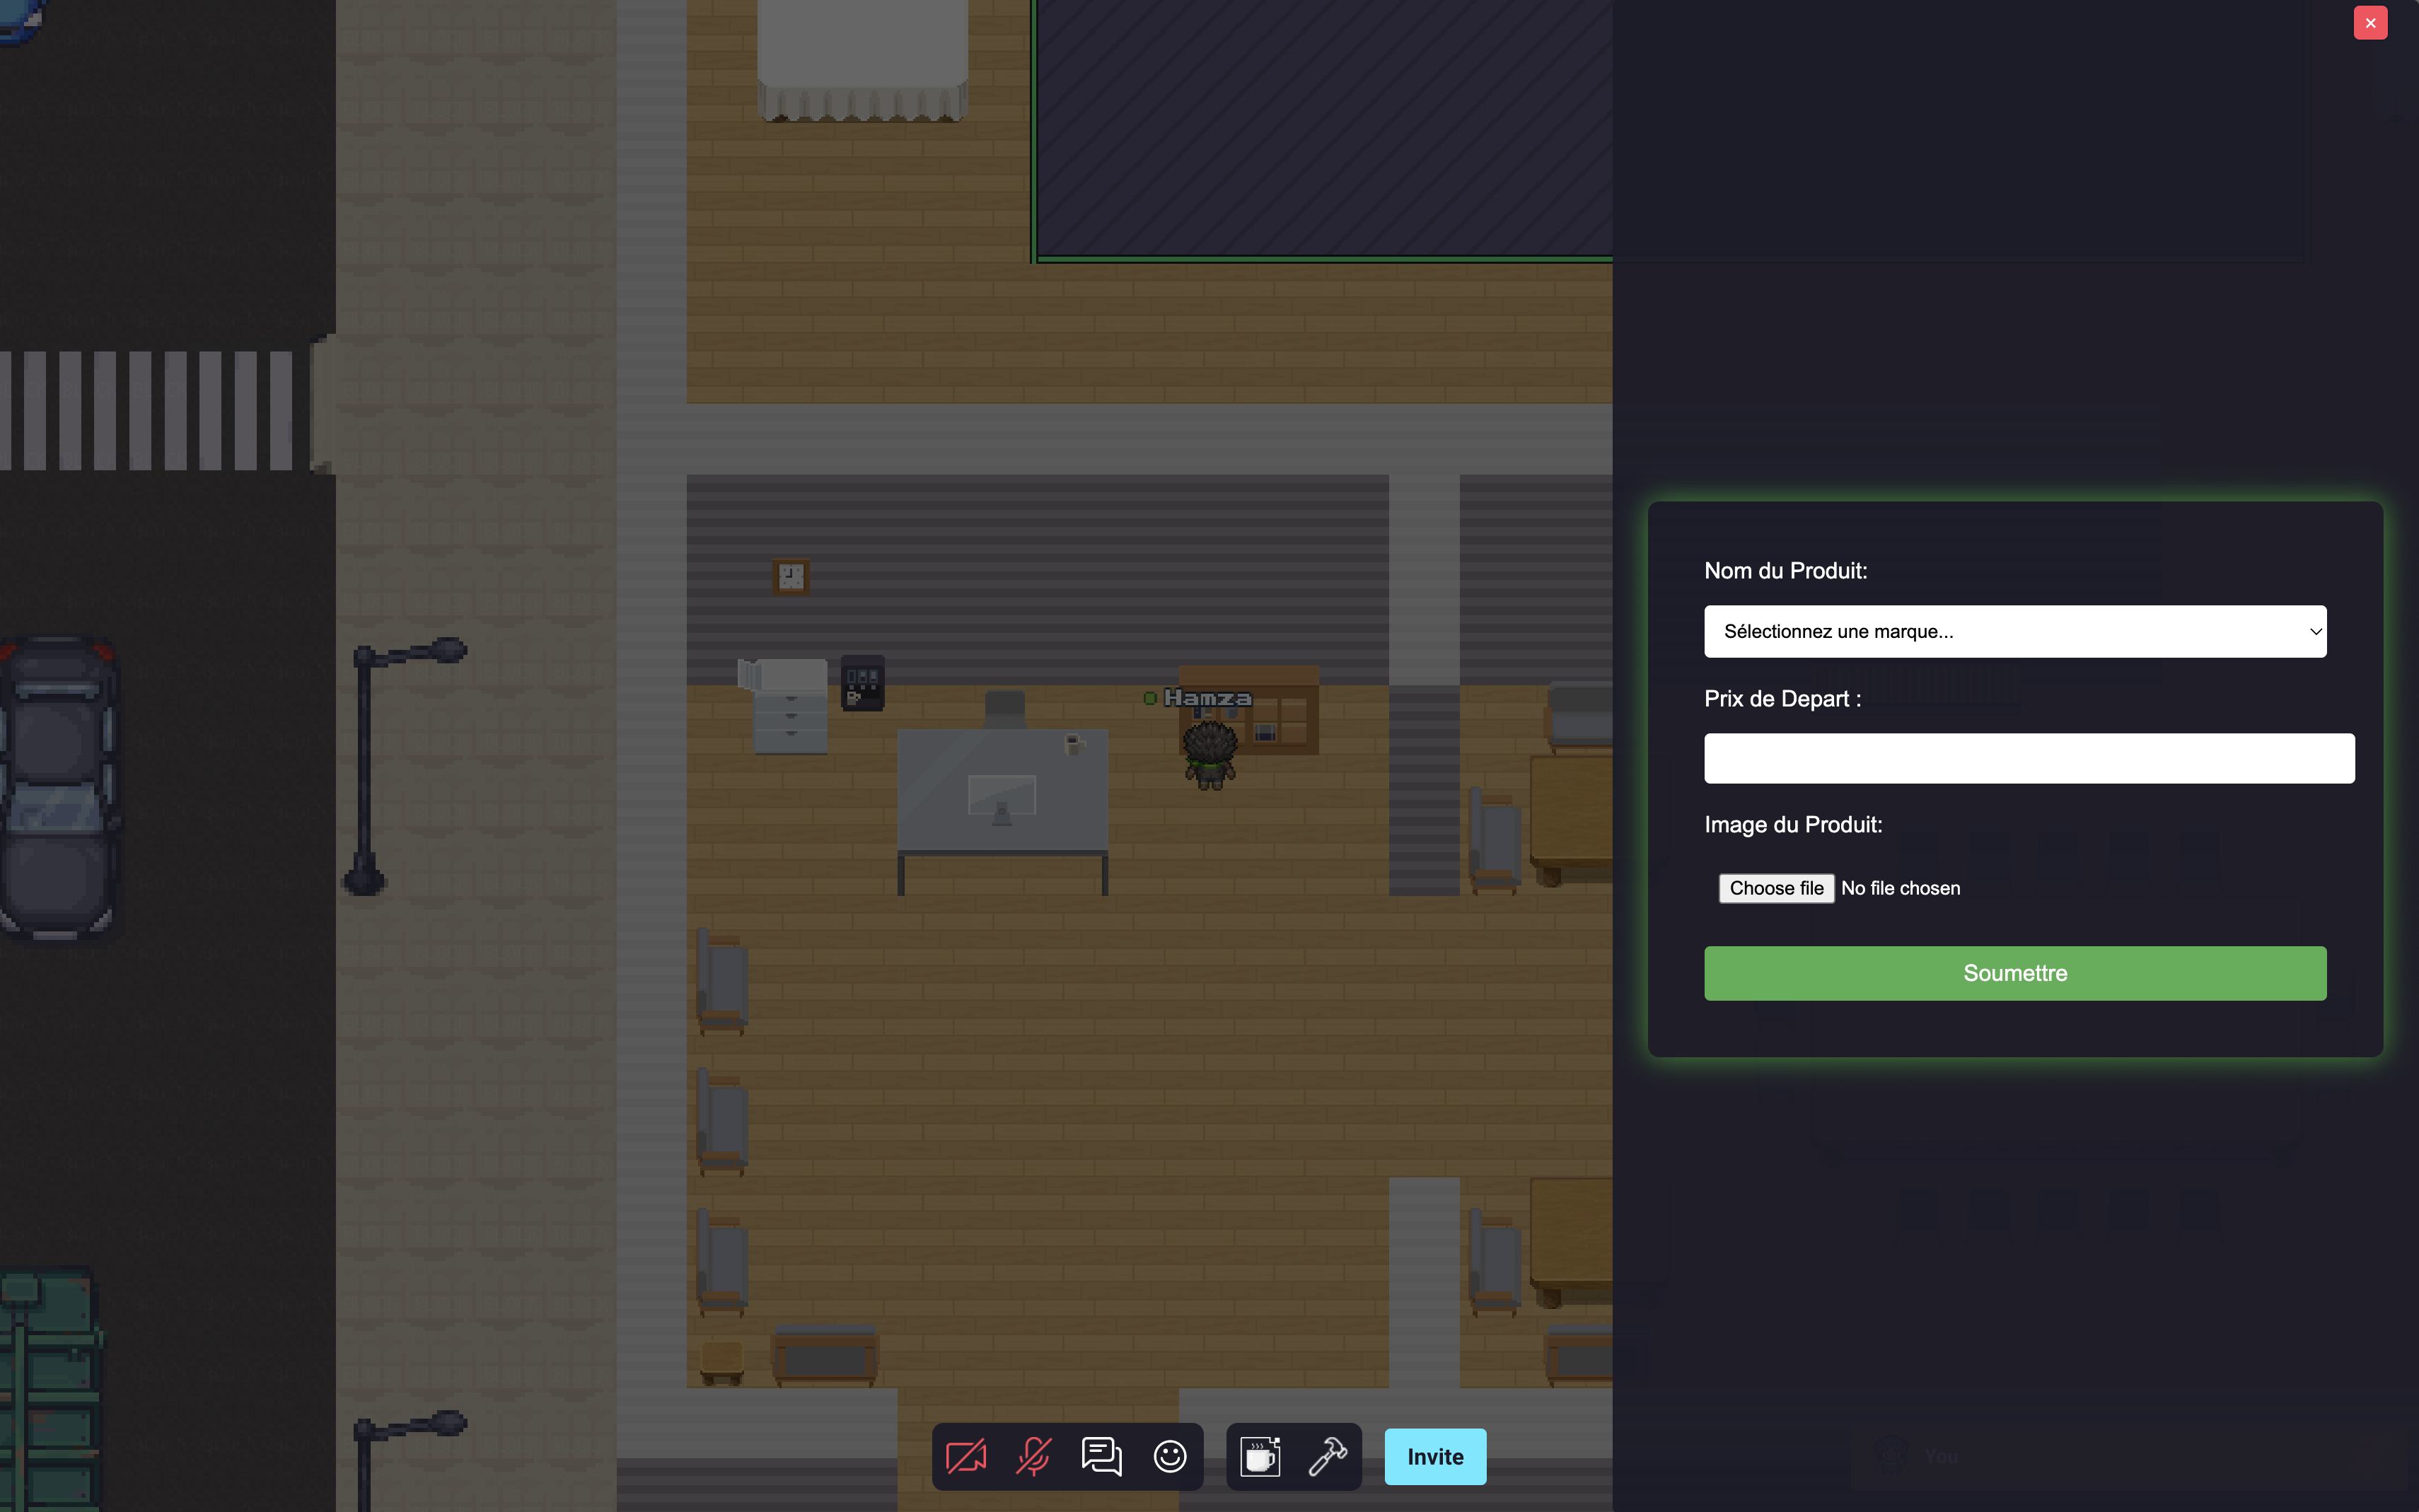 ×
Nom du Produit:
Sélectionnez une marque...
Hamza
Prix de Depart :
Image du Produit:
Choose file No file chosen
Soumettre
Invite
You